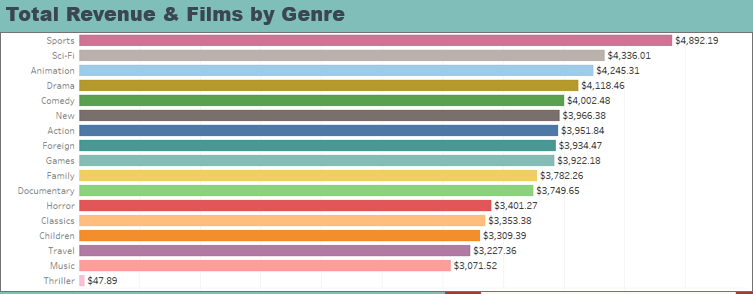 Total Revenue & Films by Genre
Sports $4,892.19
Sci-Fi $4,336.01
Animation $4,245.31
Drama $4,118.46
Comedy $4,002.48
New $3,966.38
Action $3,951.84
Foreign $3,934.47
Games $3,922.18
Family $3,782.26
Documentary $3,749.65
Horror $3,401.27
Classics $3,353.38
Children $3,309.39
Travel $3,227.36
Music $3,071.52
Thriller $47.89